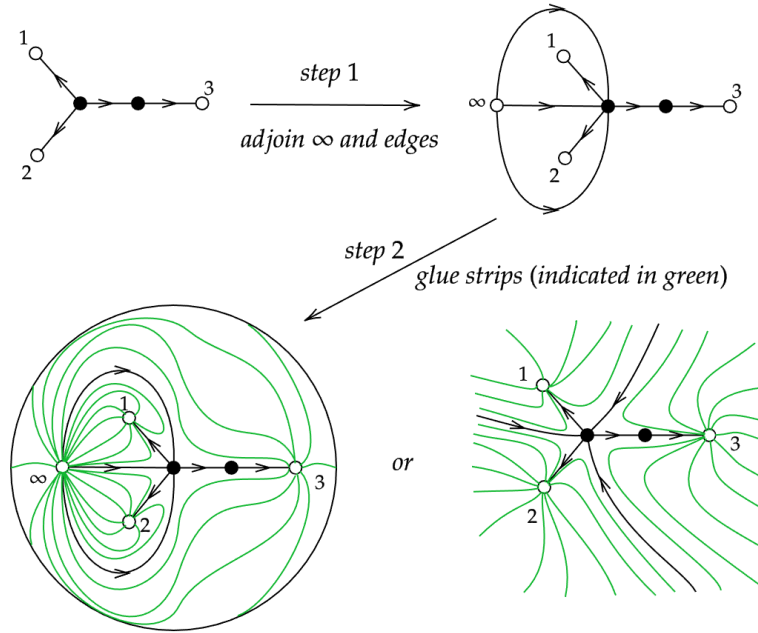 1
2
3
step 1
adjoin ∞ and edges
∞
1
2
3
step 2
glue strips (indicated in green)
∞
1
2
3
or
1
2
3